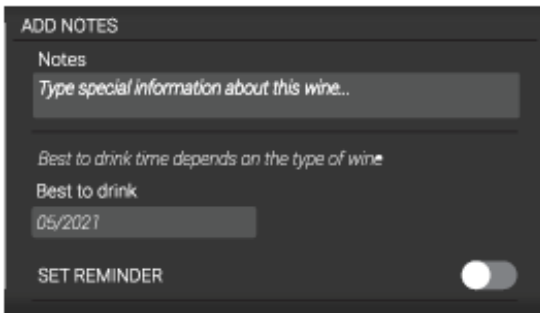 ADD NOTES
Notes
Type special information about this wine...
Best to drink time depends on the type of wine
Best to drink
05/2021
SET REMINDER